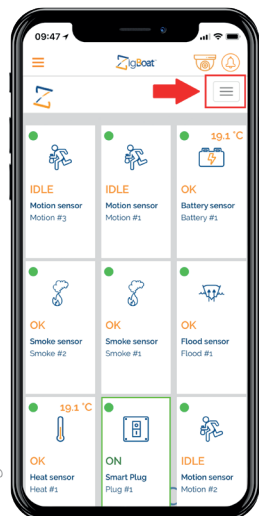 09:47
ZigBoat
Z
19.1 °C
IDLE
IDLE
OK
Motion sensor
Motion sensor
Battery sensor
Motion #3
Motion #1
Battery #1
OK
OK
OK
Smoke sensor
Smoke sensor
Flood sensor
Smoke #2
Smoke #1
Flood #1
19.1 °C
OK
ON
IDLE
Heat sensor
Smart Plug
Motion sensor
Heat #1
Plug #1
Motion #2